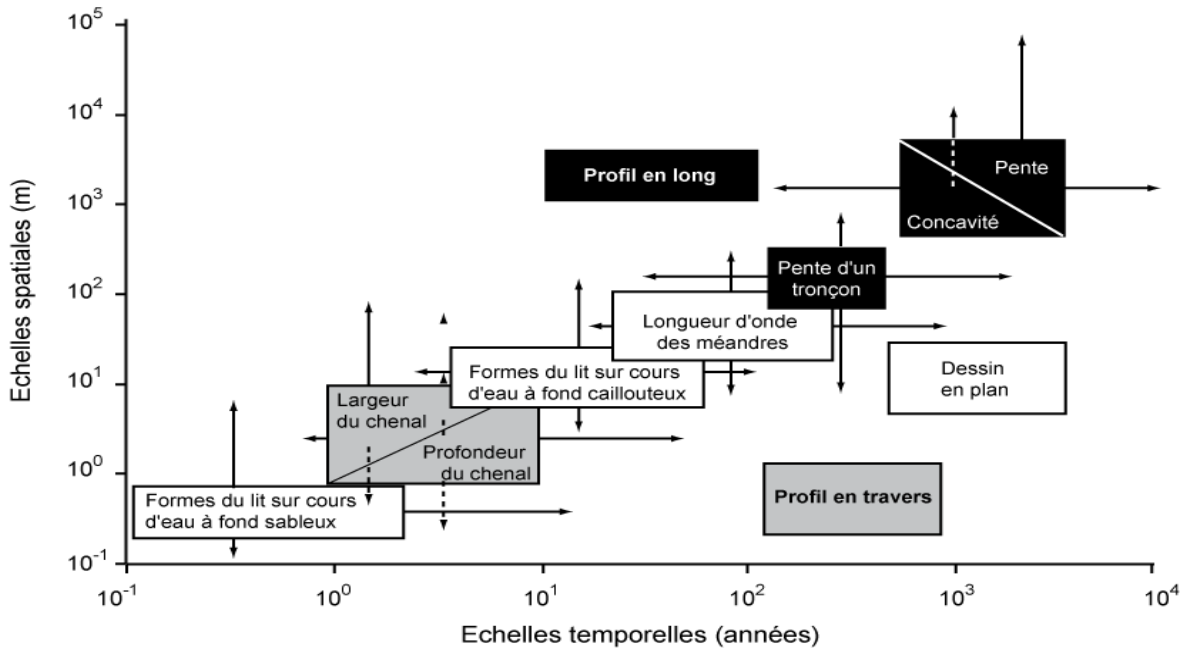 10^5
10^4
10^3
10^2
10^1
10^0
10^-1
Echelles spatiales (m)
Profil en long
Pente
Concavité
Pente d'un
tronçon
Longueur d'onde
des méandres
Formes du lit sur cours
d'eau à fond caillouteux
Dessin
en plan
Largeur
du chenal
Profondeur
du chenal
Profil en travers
Formes du lit sur cours
d'eau à fond sableux
10^-1
10^0
10^1
10^2
10^3
10^4
Echelles temporelles (années)